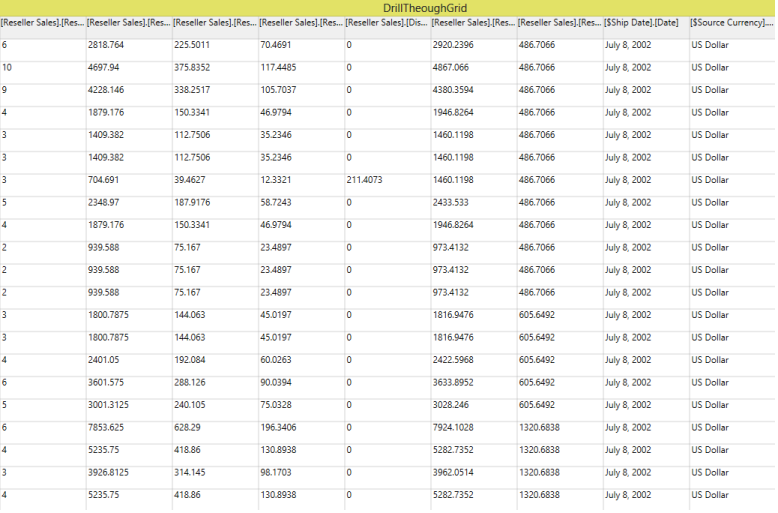 DrillTheoughGrid
[Reseller Sales].[Res... [Reseller Sales].[Res... [Reseller Sales].[Res... [Reseller Sales].[Res... [Reseller Sales].[Dis... [Reseller Sales].[Res... [Reseller Sales].[Res... [$Ship Date].[Date] [$Source Currency]....
6 2818.764 225.5011 70.4691 0 2920.2396 486.7066 July 8, 2002 US Dollar
10 4697.94 375.8352 117.4485 0 4867.066 486.7066 July 8, 2002 US Dollar
9 4228.146 338.2517 105.7037 0 4380.3594 486.7066 July 8, 2002 US Dollar
4 1879.176 150.3341 46.9794 0 1946.8264 486.7066 July 8, 2002 US Dollar
3 1409.382 112.7506 35.2346 0 1460.1198 486.7066 July 8, 2002 US Dollar
3 1409.382 112.7506 35.2346 0 1460.1198 486.7066 July 8, 2002 US Dollar
3 704.691 39.4627 12.3321 211.4073 1460.1198 486.7066 July 8, 2002 US Dollar
5 2348.97 187.9176 58.7243 0 2433.533 486.7066 July 8, 2002 US Dollar
4 1879.176 150.3341 46.9794 0 1946.8264 486.7066 July 8, 2002 US Dollar
2 939.588 75.167 23.4897 0 973.4132 486.7066 July 8, 2002 US Dollar
2 939.588 75.167 23.4897 0 973.4132 486.7066 July 8, 2002 US Dollar
2 939.588 75.167 23.4897 0 973.4132 486.7066 July 8, 2002 US Dollar
3 1800.7875 144.063 45.0197 0 1816.9476 605.6492 July 8, 2002 US Dollar
3 1800.7875 144.063 45.0197 0 1816.9476 605.6492 July 8, 2002 US Dollar
4 2401.05 192.084 60.0263 0 2422.5968 605.6492 July 8, 2002 US Dollar
6 3601.575 288.126 90.0394 0 3633.8952 605.6492 July 8, 2002 US Dollar
5 3001.3125 240.105 75.0328 0 3028.246 605.6492 July 8, 2002 US Dollar
6 7853.625 628.29 196.3406 0 7924.1028 1320.6838 July 8, 2002 US Dollar
4 5235.75 418.86 130.8938 0 5282.7352 1320.6838 July 8, 2002 US Dollar
3 3926.8125 314.145 98.1703 0 3962.0514 1320.6838 July 8, 2002 US Dollar
4 5235.75 418.86 130.8938 0 5282.7352 1320.6838 July 8, 2002 US Dollar